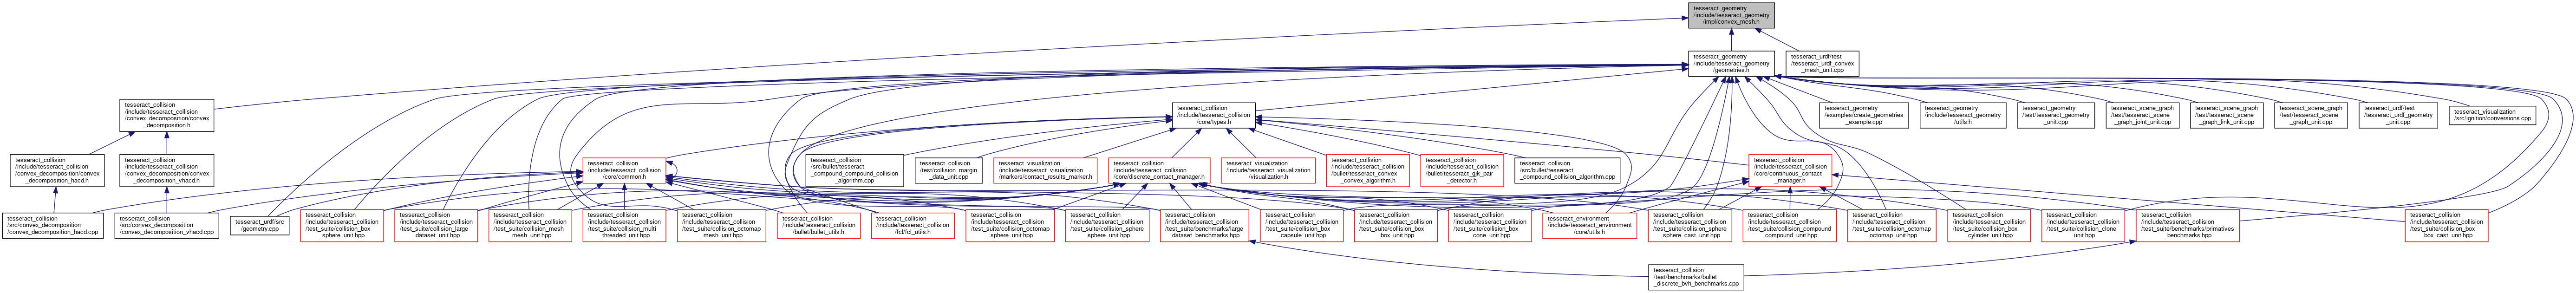 tesseract_geometry
/include/tesseract_geometry
/impl/convex_mesh.h
tesseract_geometry
/include/tesseract_geometry
/geometries.h
tesseract_urdf/test
/tesseract_urdf_convex
_mesh_unit.cpp
tesseract_collision
/include/tesseract_collision
/convex_decomposition/convex
_decomposition.h
tesseract_collision
/include/tesseract_collision
/core/types.h
tesseract_geometry
/examples/create_geometries
_example.cpp
tesseract_geometry
/include/tesseract_geometry
/utils.h
tesseract_geometry
/test/tesseract_geometry
_unit.cpp
tesseract_scene_graph
/test/tesseract_scene
_graph_joint_unit.cpp
tesseract_scene_graph
/test/tesseract_scene
_graph_link_unit.cpp
tesseract_scene_graph
/test/tesseract_scene
_graph_unit.cpp
tesseract_urdf/test
/tesseract_urdf_geometry
_unit.cpp
tesseract_visualization
/src/ignition/conversions.cpp
tesseract_collision
/include/tesseract_collision
/convex_decomposition/convex
_decomposition_hacd.h
tesseract_collision
/include/tesseract_collision
/convex_decomposition/convex
_decomposition_vhacd.h
tesseract_collision
/include/tesseract_collision
/core/common.h
tesseract_collision
/src/bullet/tesseract
_compound_compound_collision
_algorithm.cpp
tesseract_collision
/test/collision_margin
_data_unit.cpp
tesseract_visualization
/include/tesseract_visualization
/markers/contact_results_marker.h
tesseract_collision
/include/tesseract_collision
/core/discrete_contact_manager.h
tesseract_visualization
/include/tesseract_visualization
/visualization.h
tesseract_collision
/include/tesseract_collision
/bullet/tesseract_convex
_convex_algorithm.h
tesseract_collision
/include/tesseract_collision
/bullet/tesseract_gjk_pair
_detector.h
tesseract_collision
/src/bullet/tesseract
_compound_collision_algorithm.cpp
tesseract_collision
/include/tesseract_collision
/core/continuous_contact
_manager.h
tesseract_collision
/src/convex_decomposition
/convex_decomposition_hacd.cpp
tesseract_collision
/src/convex_decomposition
/convex_decomposition_vhacd.cpp
tesseract_urdf/src
/geometry.cpp
tesseract_collision
/include/tesseract_collision
/test_suite/collision_box
_sphere_unit.hpp
tesseract_collision
/include/tesseract_collision
/test_suite/collision_large
_dataset_unit.hpp
tesseract_collision
/include/tesseract_collision
/test_suite/collision_mesh
_mesh_unit.hpp
tesseract_collision
/include/tesseract_collision
/test_suite/collision_multi
_threaded_unit.hpp
tesseract_collision
/include/tesseract_collision
/test_suite/collision_octomap
_mesh_unit.hpp
tesseract_collision
/include/tesseract_collision
/bullet/bullet_utils.h
tesseract_collision
/include/tesseract_collision
/fcl/fcl_utils.h
tesseract_collision
/include/tesseract_collision
/test_suite/collision_octomap
_sphere_unit.hpp
tesseract_collision
/include/tesseract_collision
/test_suite/collision_sphere
_sphere_unit.hpp
tesseract_collision
/include/tesseract_collision
/test_suite/benchmarks/large
_dataset_benchmarks.hpp
tesseract_collision
/include/tesseract_collision
/test_suite/collision_box
_capsule_unit.hpp
tesseract_collision
/include/tesseract_collision
/test_suite/collision_box
_box_unit.hpp
tesseract_collision
/include/tesseract_collision
/test_suite/collision_box
_cone_unit.hpp
tesseract_environment
/include/tesseract_environment
/core/utils.h
tesseract_collision
/include/tesseract_collision
/test_suite/collision_sphere
_sphere_cast_unit.hpp
tesseract_collision
/include/tesseract_collision
/test_suite/collision_compound
_compound_unit.hpp
tesseract_collision
/include/tesseract_collision
/test_suite/collision_octomap
_octomap_unit.hpp
tesseract_collision
/include/tesseract_collision
/test_suite/collision_box
_cylinder_unit.hpp
tesseract_collision
/include/tesseract_collision
/test_suite/collision_clone
_unit.hpp
tesseract_collision
/include/tesseract_collision
/test_suite/benchmarks/primatives
_benchmarks.hpp
tesseract_collision
/include/tesseract_collision
/test_suite/collision_box
_box_cast_unit.hpp
tesseract_collision
/test/benchmarks/bullet
_discrete_bvh_benchmarks.cpp